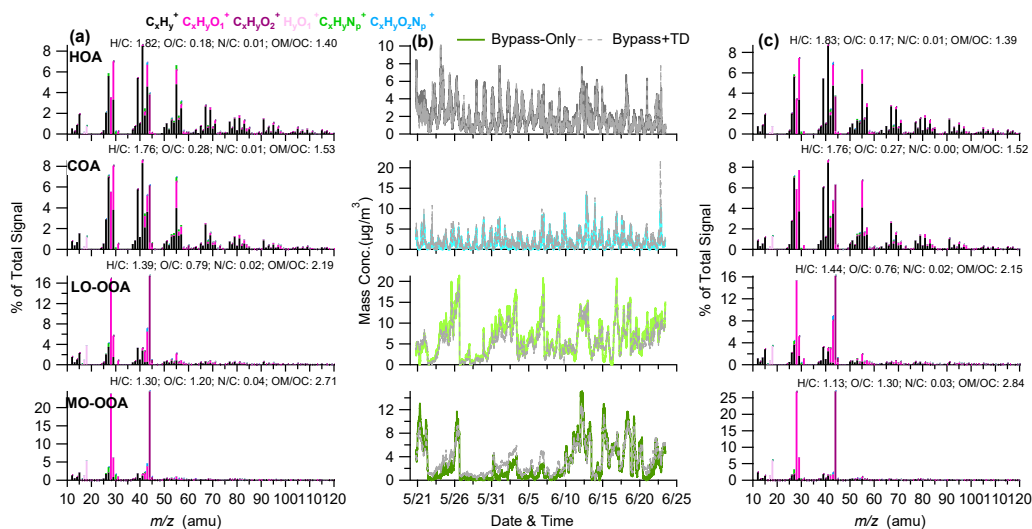 CxHy+ CxHyO1+ CxHyO2+ HyO1+ CxHyNp+ CxHyOzNp+
(a)
HOA
H/C: 1.82; O/C: 0.18; N/C: 0.01; OM/OC: 1.40
8
6
4
2
0
COA
H/C: 1.76; O/C: 0.28; N/C: 0.01; OM/OC: 1.53
8
6
4
2
0
LO-OOA
H/C: 1.39; O/C: 0.79; N/C: 0.02; OM/OC: 2.19
16
12
8
4
0
MO-OOA
H/C: 1.30; O/C: 1.20; N/C: 0.04; OM/OC: 2.71
20
15
10
5
0
% of Total Signal
10 20 30 40 50 60 70 80 90 100 110 120
m/z (amu)
(b)
Bypass-Only Bypass+TD
10
8
6
4
2
0
20
15
10
5
0
20
15
10
5
0
15
10
5
0
Mass Conc.(µg/m3)
5/21 5/26 5/31 6/5 6/10 6/15 6/20 6/25
Date & Time
(c)
H/C: 1.83; O/C: 0.17; N/C: 0.01; OM/OC: 1.39
8
6
4
2
0
H/C: 1.76; O/C: 0.27; N/C: 0.00; OM/OC: 1.52
8
6
4
2
0
H/C: 1.44; O/C: 0.76; N/C: 0.02; OM/OC: 2.15
16
12
8
4
0
H/C: 1.13; O/C: 1.30; N/C: 0.03; OM/OC: 2.84
25
20
15
10
5
0
% of Total Signal
10 20 30 40 50 60 70 80 90 100 110 120
m/z (amu)